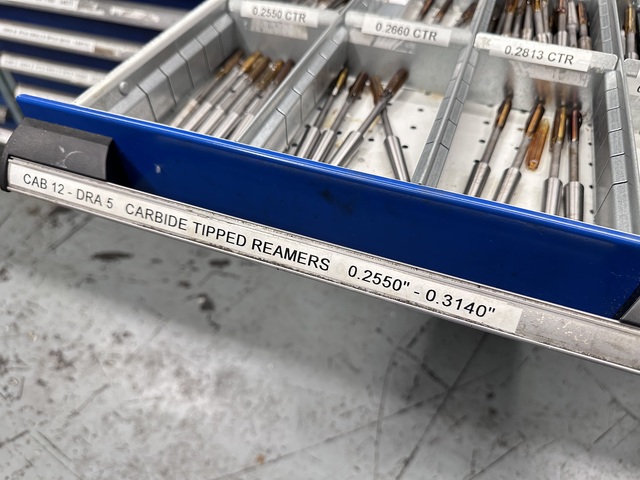 0.2550 CTR
0.2660 CTR
0.2813 CTR
CAB 12 - DRA 5 CARBIDE TIPPED REAMERS 0.2550" - 0.3140"